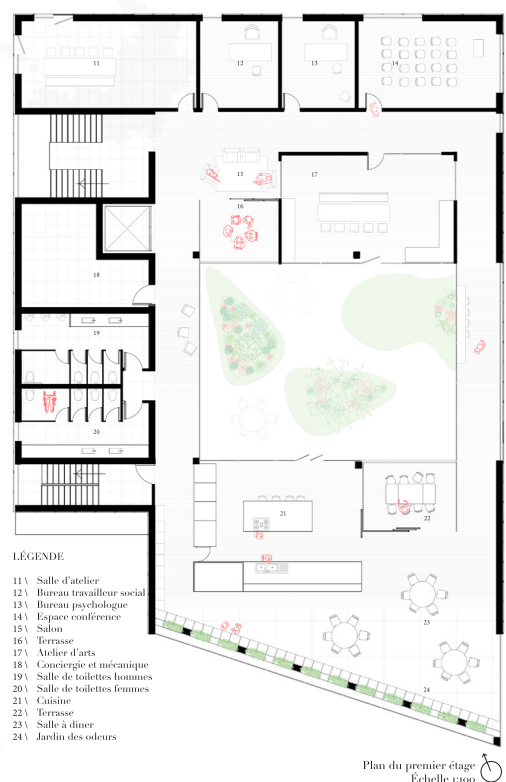 11
12
13
14
15
17
16
18
19
20
21
22
23
24
LÉGENDE
11 \ Salle d'atelier
12 \ Bureau travailleur social
13 \ Bureau psychologue
14 \ Espace conférence
15 \ Salon
16 \ Terrasse
17 \ Atelier d'arts
18 \ Conciergie et mécanique
19 \ Salle de toilettes hommes
20 \ Salle de toilettes femmes
21 \ Cuisine
22 \ Terrasse
23 \ Salle à diner
24 \ Jardin des odeurs
Plan du premier étage
Échelle 1:100